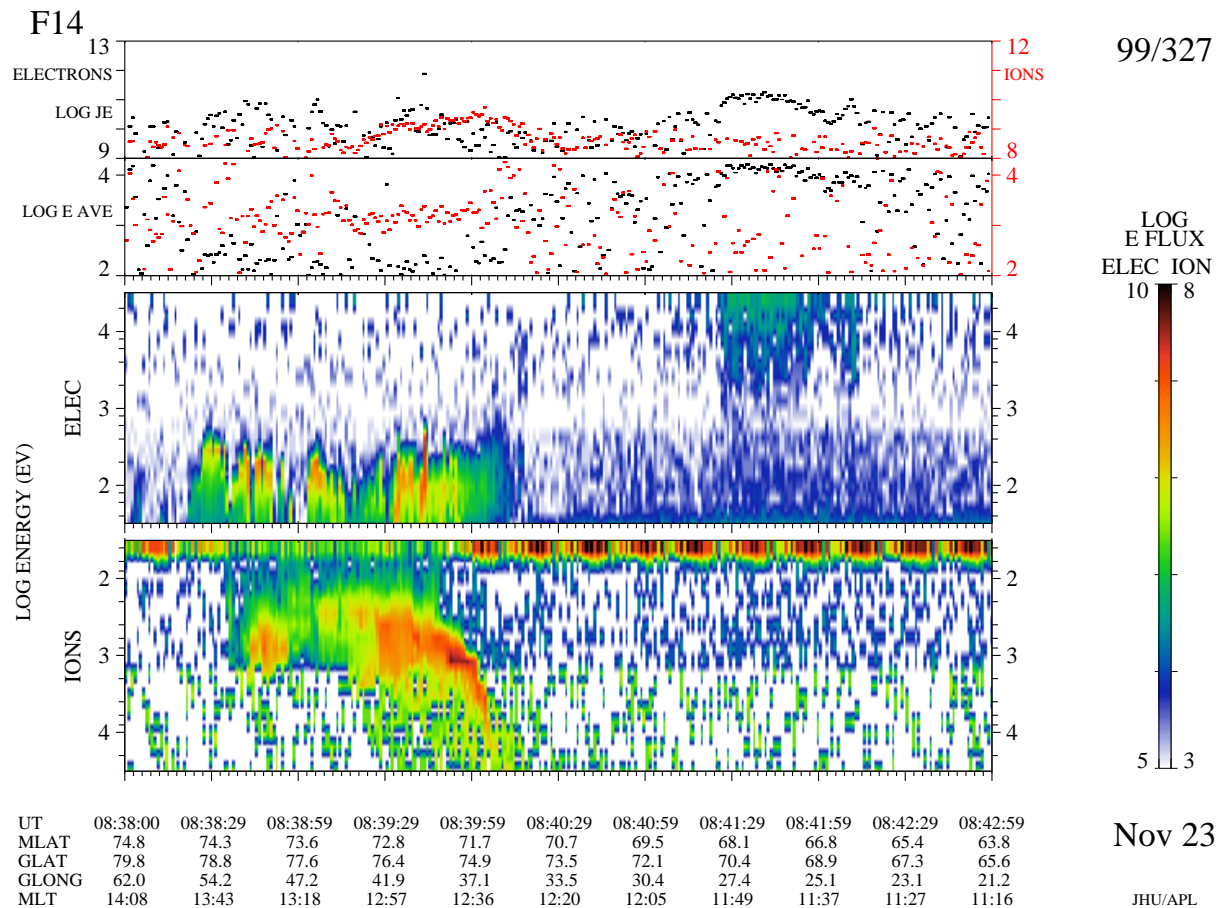 F14
99/327
13
12
ELECTRONS
IONS
LOG JE
9
8
4
4
LOG E AVE
2
2
LOG
E FLUX
ELEC ION
10 8
5 3
LOG ENERGY (EV)
ELEC
4
4
3
3
2
2
IONS
2
2
3
3
4
4
UT 08:38:00 08:38:29 08:38:59 08:39:29 08:39:59 08:40:29 08:40:59 08:41:29 08:41:59 08:42:29 08:42:59
MLAT 74.8 74.3 73.6 72.8 71.7 70.7 69.5 68.1 66.8 65.4 63.8
GLAT 79.8 78.8 77.6 76.4 74.9 73.5 72.1 70.4 68.9 67.3 65.6
GLONG 62.0 54.2 47.2 41.9 37.1 33.5 30.4 27.4 25.1 23.1 21.2
MLT 14:08 13:43 13:18 12:57 12:36 12:20 12:05 11:49 11:37 11:27 11:16
Nov 23
JHU/APL